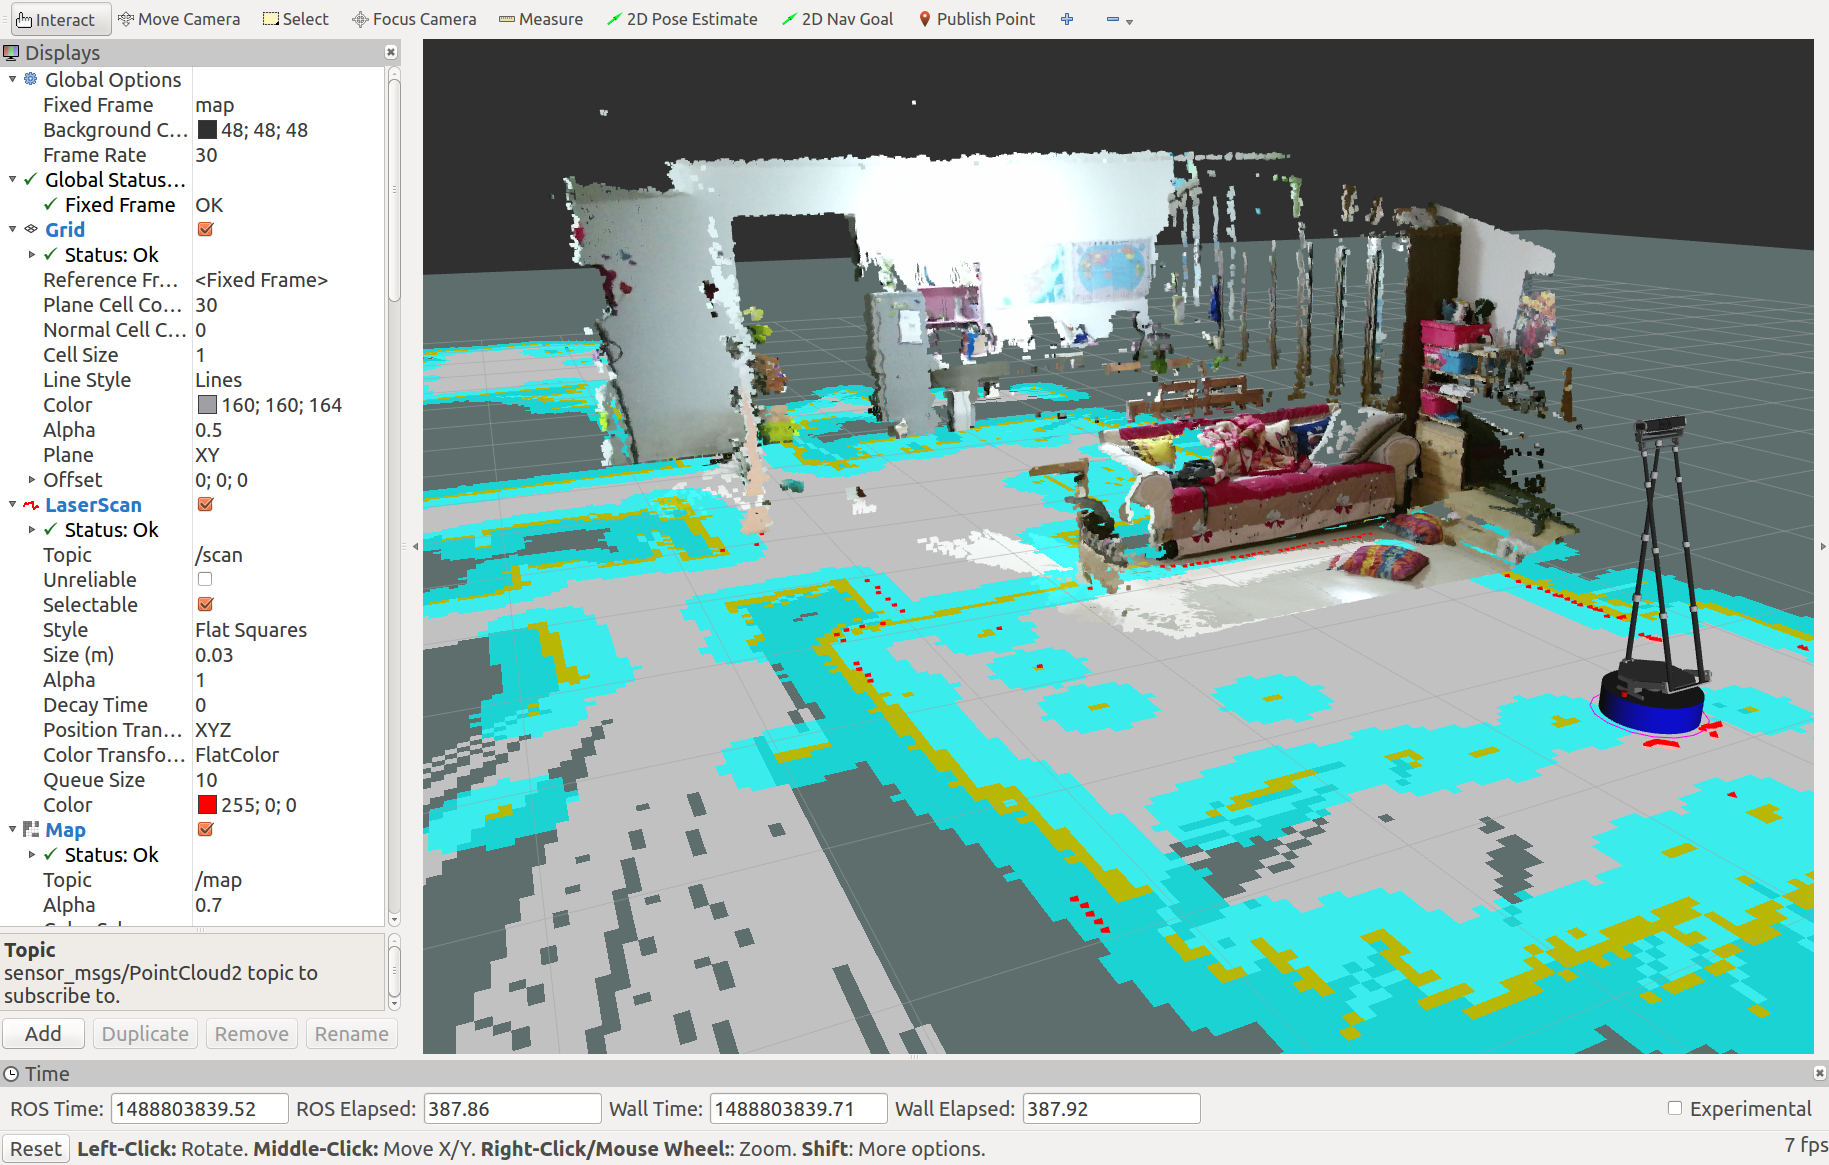 Interact Move Camera Select Focus Camera Measure 2D Pose Estimate 2D Nav Goal Publish Point
Displays
Global Options
Fixed Frame map
Background C... 48; 48; 48
Frame Rate 30
Global Status...
Fixed Frame OK
Grid
Status: Ok
Reference Fr... <Fixed Frame>
Plane Cell Co... 30
Normal Cell C... 0
Cell Size 1
Line Style Lines
Color 160; 160; 164
Alpha 0.5
Plane XY
Offset 0; 0; 0
LaserScan
Status: Ok
Topic /scan
Unreliable
Selectable
Style Flat Squares
Size (m) 0.03
Alpha 1
Decay Time 0
Position Tran... XYZ
Color Transfo... FlatColor
Queue Size 10
Color 255; 0; 0
Map
Status: Ok
Topic /map
Alpha 0.7
Topic
sensor_msgs/PointCloud2 topic to
subscribe to.
Add Duplicate Remove Rename
Time
ROS Time: 1488803839.52 ROS Elapsed: 387.86 Wall Time: 1488803839.71 Wall Elapsed: 387.92 Experimental
Reset Left-Click: Rotate. Middle-Click: Move X/Y. Right-Click/Mouse Wheel:: Zoom. Shift: More options. 7 fps